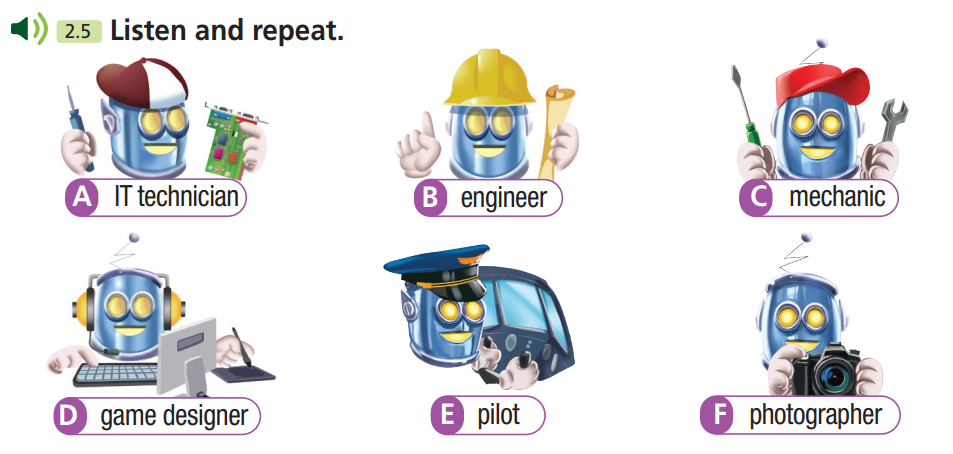 2.5 Listen and repeat.
A IT technician
B engineer
C mechanic
D game designer
E pilot
F photographer